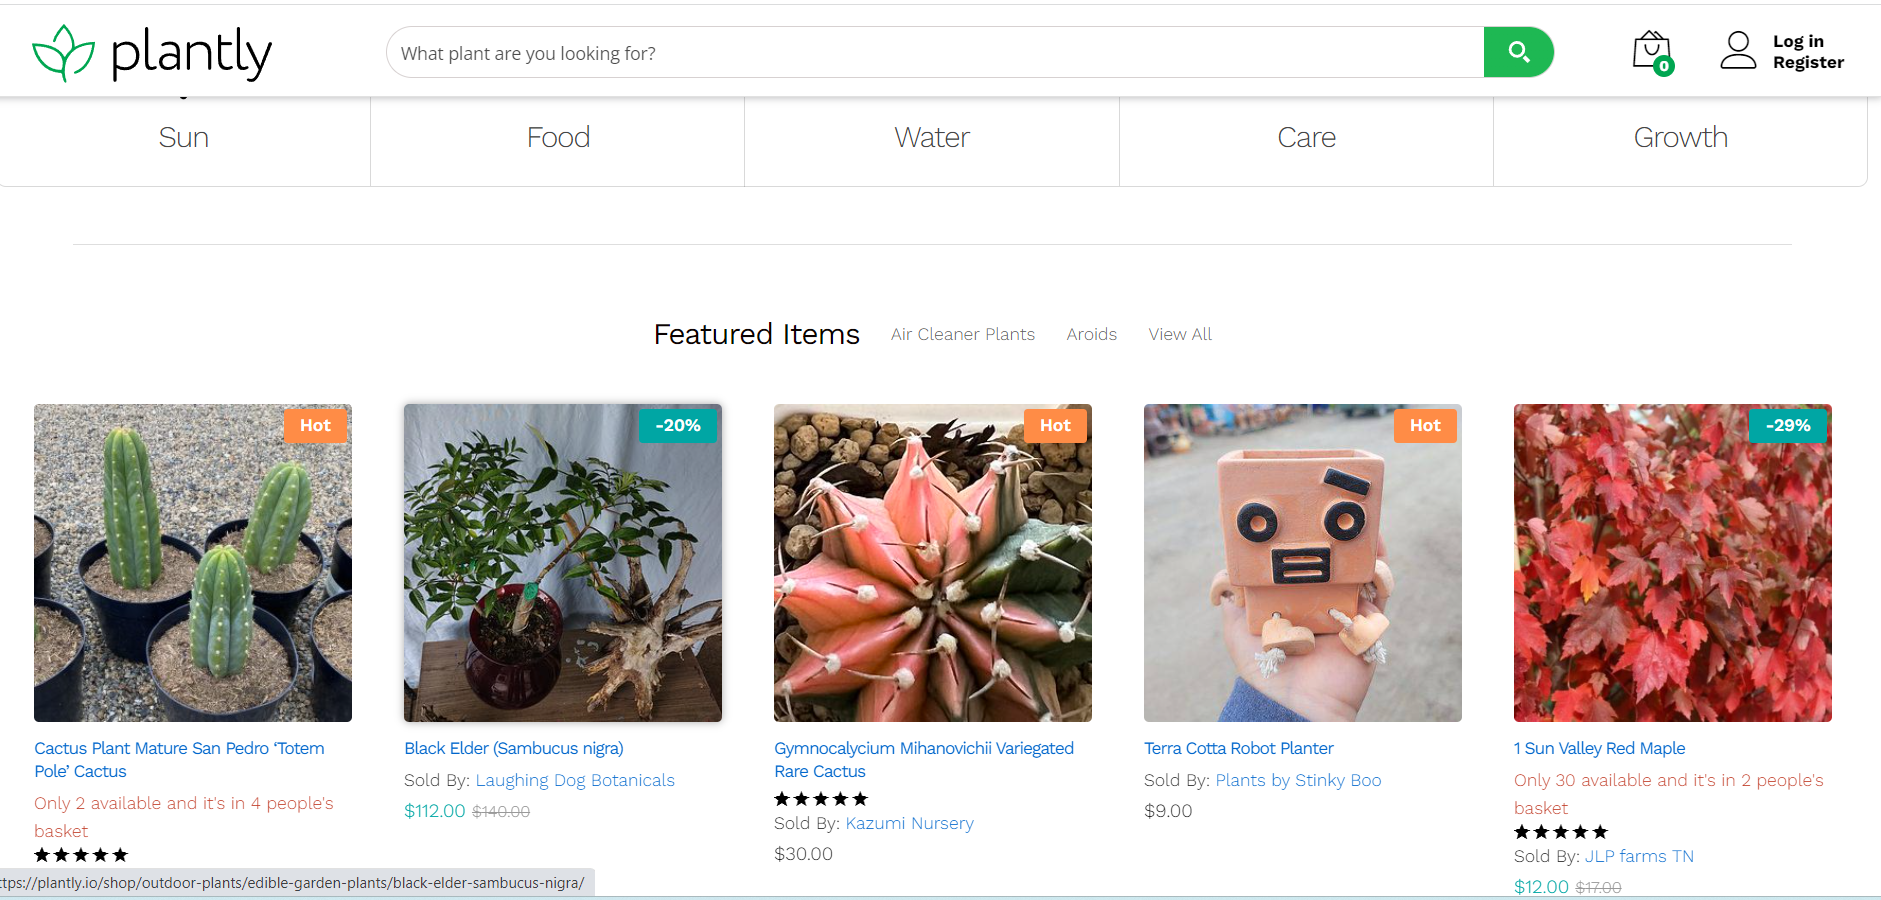 plantly
What plant are you looking for?
0
Log in
Register
Sun
Food
Water
Care
Growth
Featured Items
Air Cleaner Plants
Aroids
View All
Hot
-20%
Hot
Hot
-29%
Cactus Plant Mature San Pedro ‘Totem
Pole’ Cactus
Only 2 available and it's in 4 people's
basket
Black Elder (Sambucus nigra)
Sold By: Laughing Dog Botanicals
$112.00 $140.00
Gymnocalycium Mihanovichii Variegated
Rare Cactus
Sold By: Kazumi Nursery
$30.00
Terra Cotta Robot Planter
Sold By: Plants by Stinky Boo
$9.00
1 Sun Valley Red Maple
Only 30 available and it's in 2 people's
basket
Sold By: JLP farms TN
$12.00 $17.00
ttps://plantly.io/shop/outdoor-plants/edible-garden-plants/black-elder-sambucus-nigra/